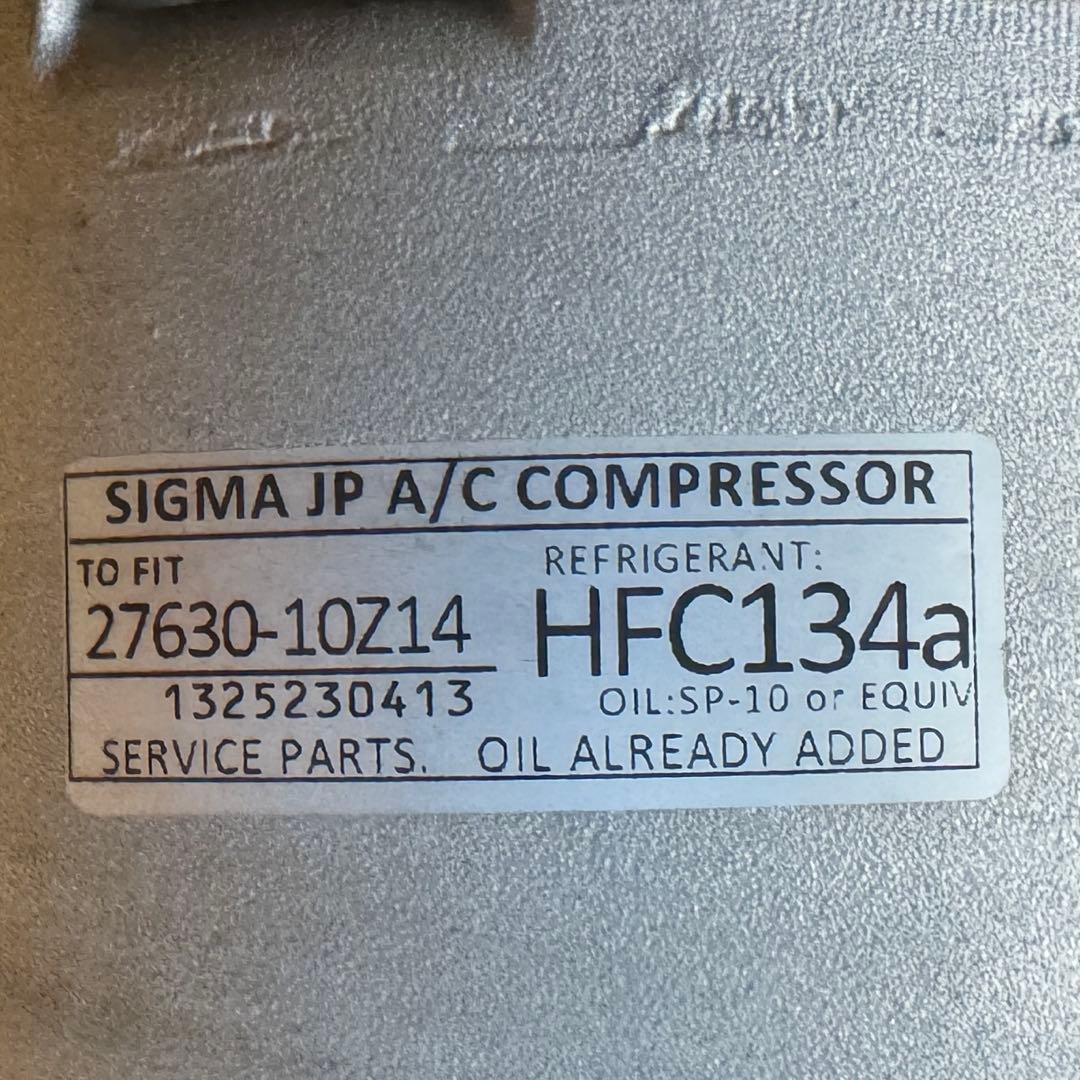 SIGMA JP A/C COMPRESSOR
TO FIT
27630-10Z14
REFRIGERANT:
HFC134a
1325230413
OIL:SP-10 or EQUIV
SERVICE PARTS. OIL ALREADY ADDED